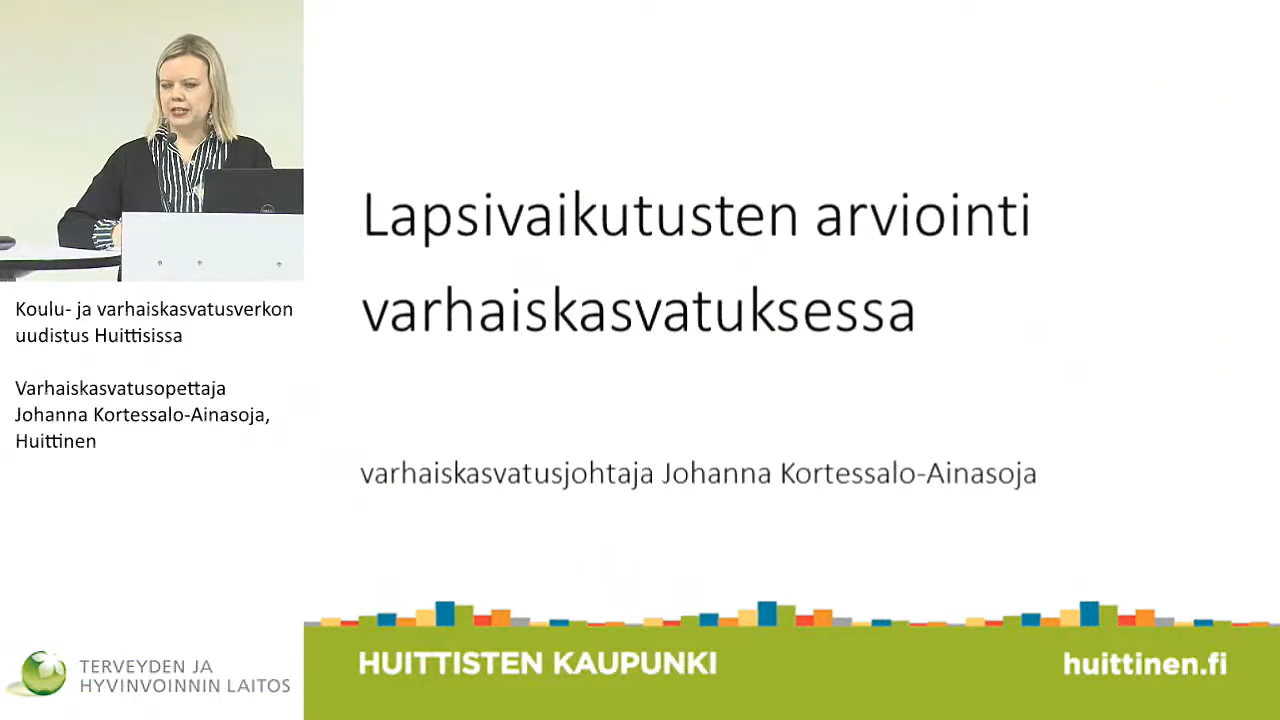 Koulu- ja varhaiskasvatusverkon
uudistus Huittisissa
Varhaiskasvatusopettaja
Johanna Kortessalo-Ainasoja,
Huittinen
TERVEYDEN JA
HYVINVOINNIN LAITOS
Lapsivaikutusten arviointi
varhaiskasvatuksessa
varhaiskasvatusjohtaja Johanna Kortessalo-Ainasoja
HUITTISTEN KAUPUNKI
huittinen.fi